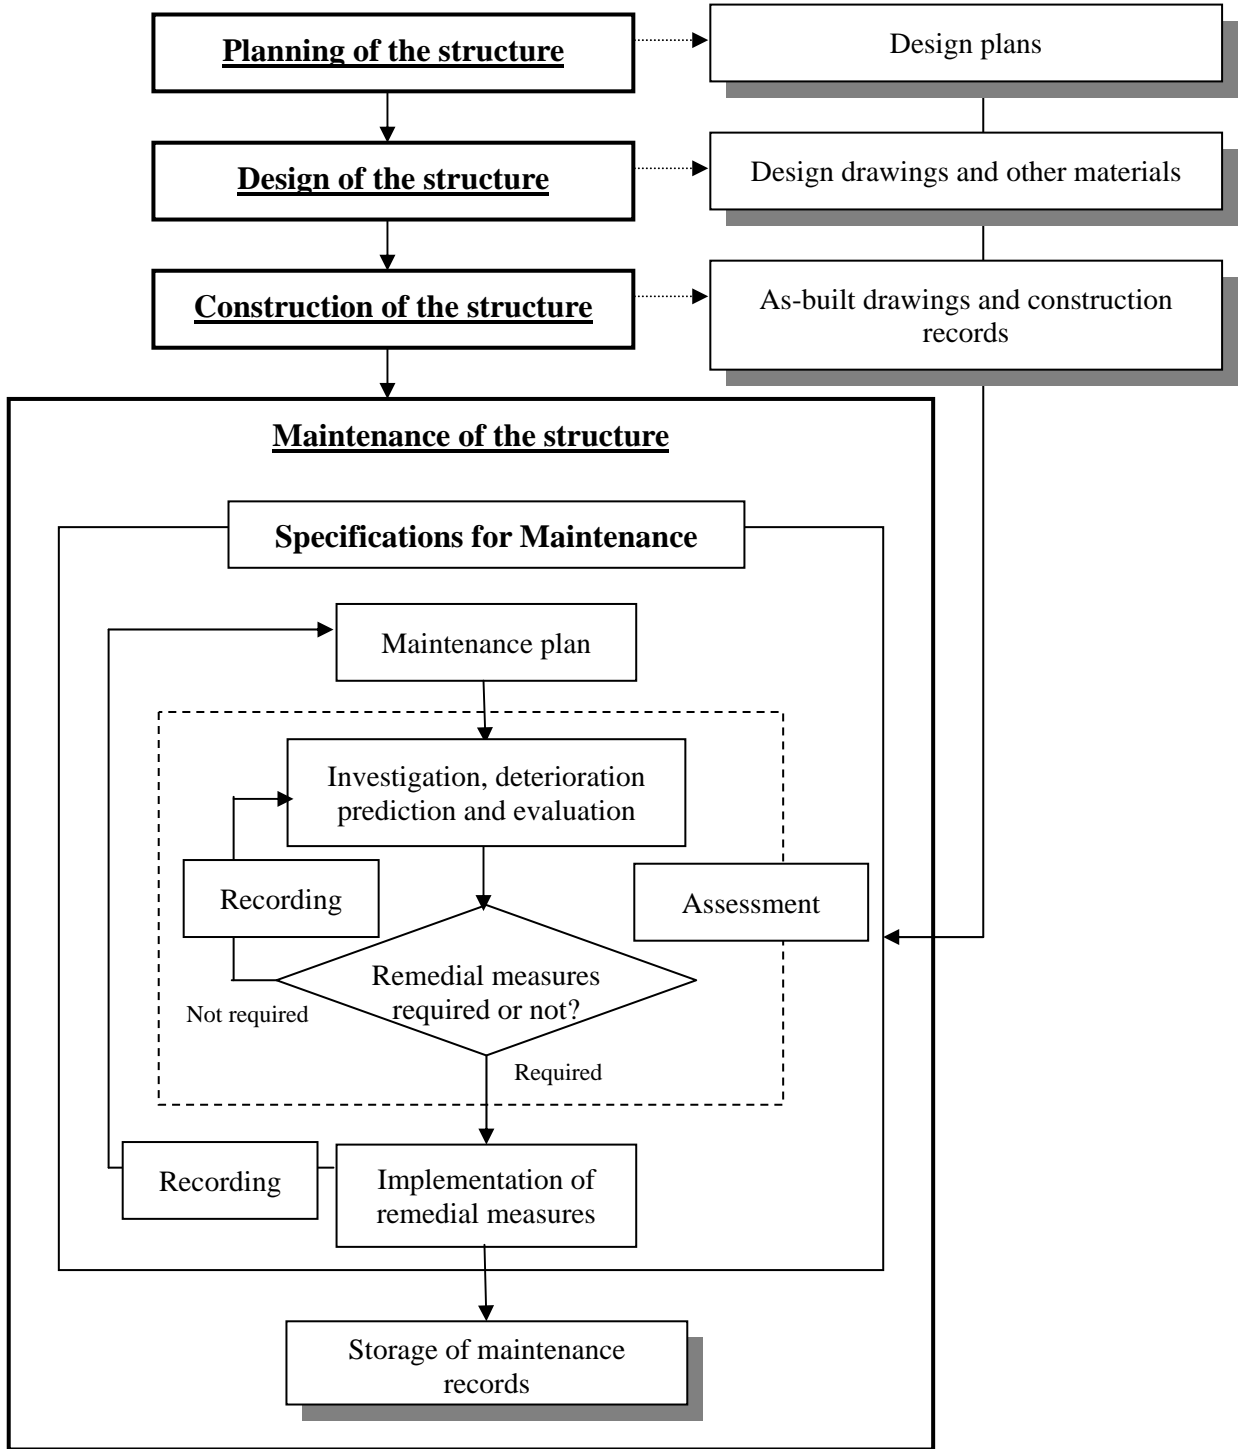 Planning of the structure
Design plans
Design of the structure
Design drawings and other materials
Construction of the structure
As-built drawings and construction
records
Maintenance of the structure
Specifications for Maintenance
Maintenance plan
Investigation, deterioration
prediction and evaluation
Recording
Assessment
Remedial measures
required or not?
Not required
Required
Recording
Implementation of
remedial measures
Storage of maintenance
records